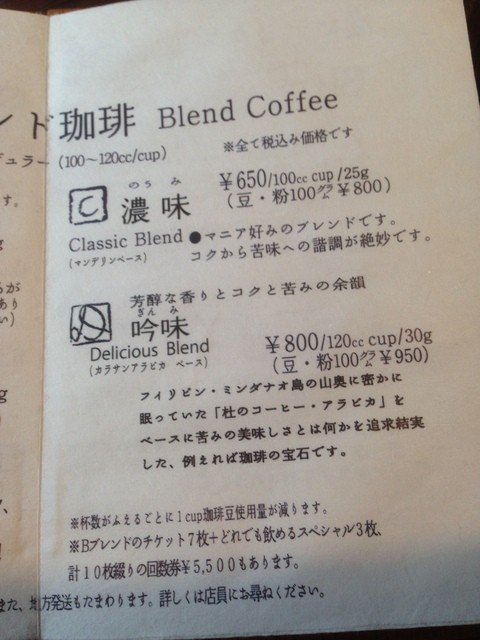 ンド珈琲 Blend Coffee
ギュラー(100〜120cc/cup)
※全て税込み価格です
のうみ
濃味
¥650/100cc cup/25g
(豆・粉100グラム¥800)
Classic Blend
(マンデリンベース)
●マニア好みのブレンドです。
コクから苦味への諧調が絶妙です。
芳醇な香りとコクと苦みの余韻
ぎんみ
吟味
Delicious Blend
(カラサンアラビカ ベース)
¥800/120cc cup/30g
(豆・粉100グラム¥950)
フィリピン・ミンダナオ島の山奥に密かに
眠っていた「杜のコーヒー・アラビカ」を
ベースに苦みの美味しさとは何かを追求結実
した、例えれば珈琲の宝石です。
※杯数がふえるごとに1cup珈琲豆使用量が減ります。
※Bブレンドのチケット7枚+どれでも飲めるスペシャル3枚、
計10枚綴りの回数券¥5,500もあります。
また、地方発送もたまわります。詳しくは店員にお尋ねください。